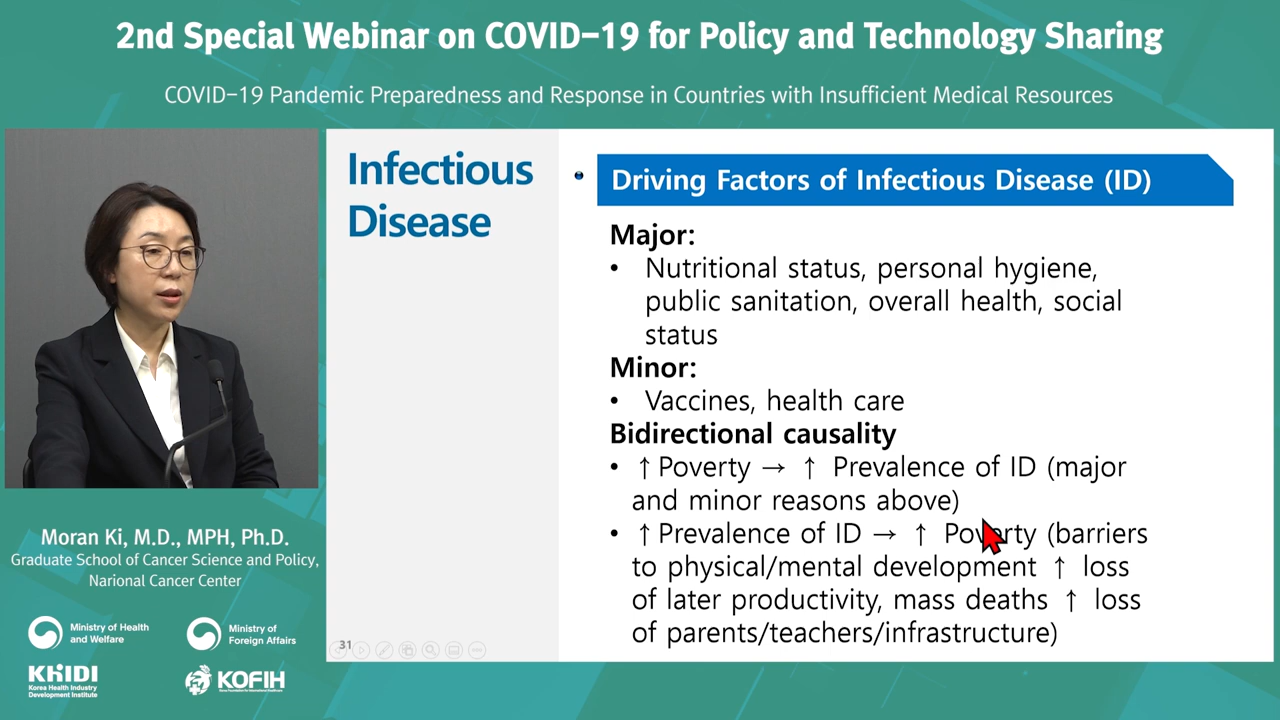 2nd Special Webinar on COVID-19 for Policy and Technology Sharing
COVID-19 Pandemic Preparedness and Response in Countries with Insufficient Medical Resources
Infectious
Disease
• Driving Factors of Infectious Disease (ID)
Major:
• Nutritional status, personal hygiene,
public sanitation, overall health, social
status
Minor:
• Vaccines, health care
Bidirectional causality
• ↑ Poverty → ↑ Prevalence of ID (major
and minor reasons above)
• ↑ Prevalence of ID → ↑ Poverty (barriers
to physical/mental development ↑ loss
of later productivity, mass deaths ↑ loss
of parents/teachers/infrastructure)
31
Moran Ki, M.D., MPH, Ph.D.
Graduate School of Cancer Science and Policy,
Narional Cancer Center
Ministry of Health
and Welfare
Ministry of
Foreign Affairs
KHIDI
Korea Health Industry
Development Institute
KOFIH
Korea Foundation for International Healthcare